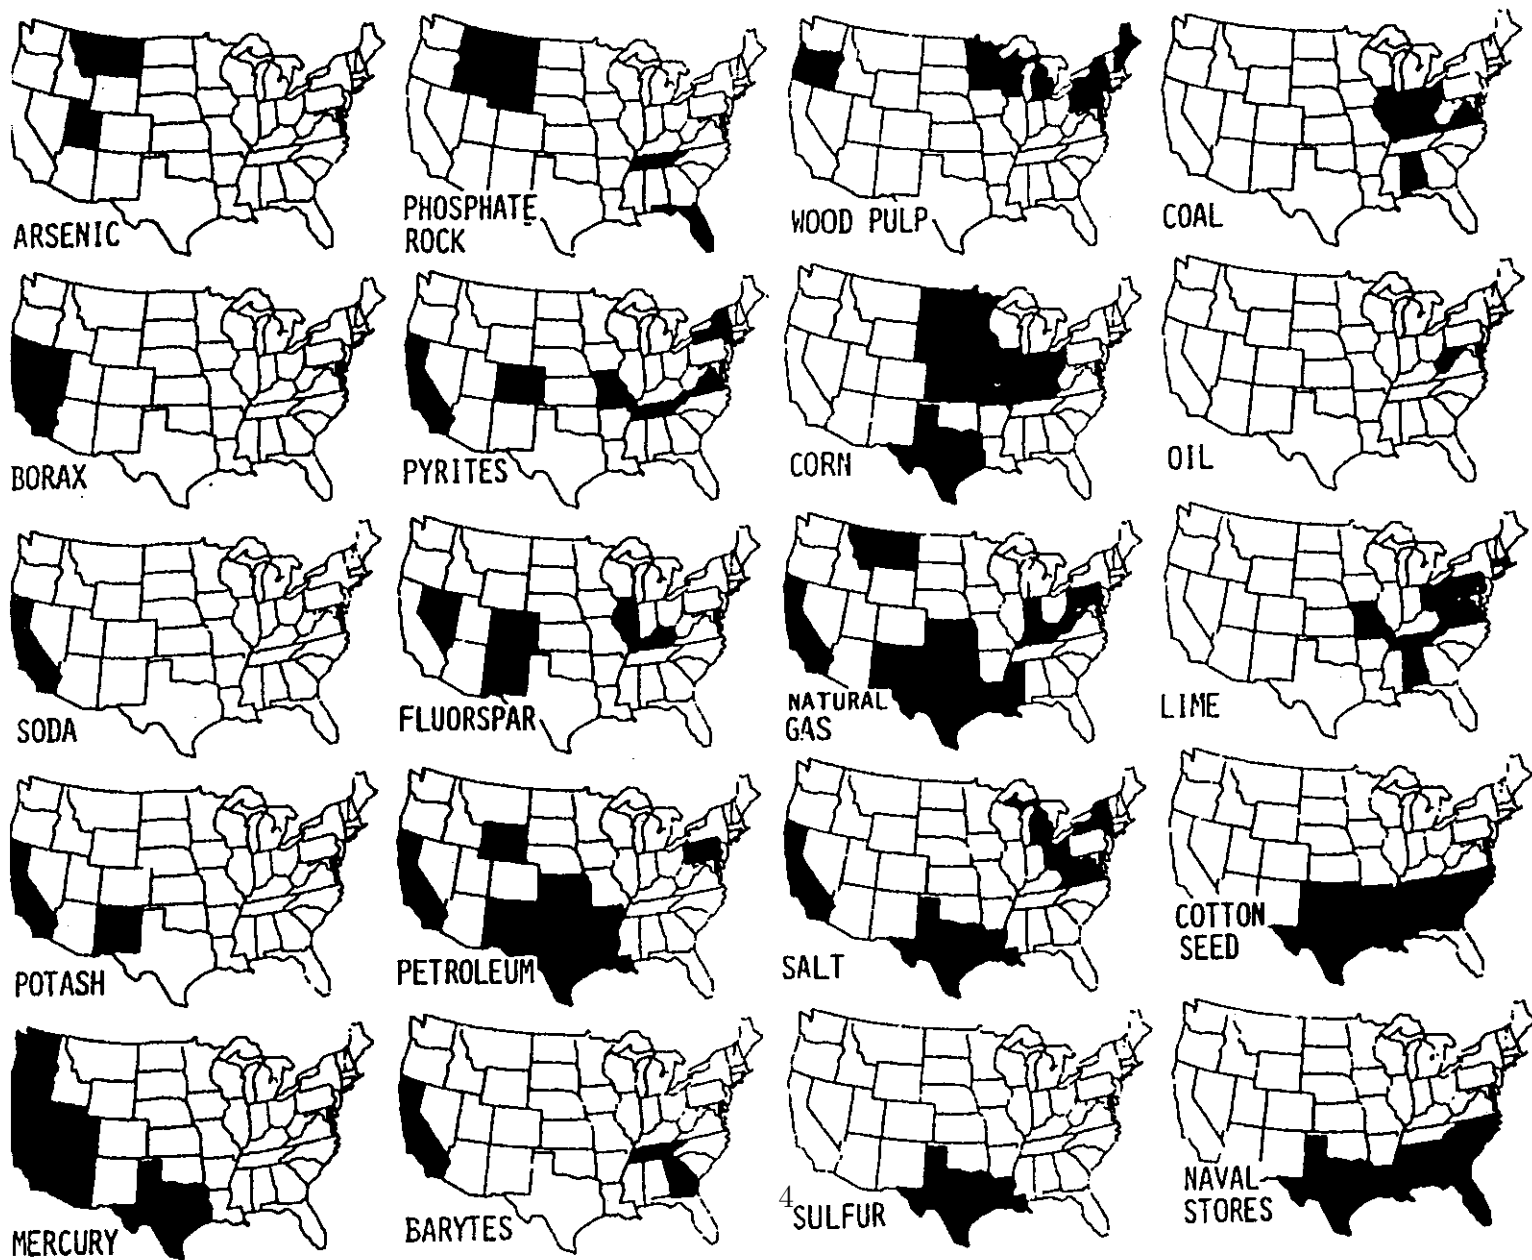 ARSENIC
PHOSPHATE
ROCK
WOOD PULP
COAL
BORAX
PYRITES
CORN
OIL
SODA
FLUORSPAR
NATURAL
GAS
LIME
POTASH
PETROLEUM
SALT
COTTON
SEED
MERCURY
BARYTES
4
SULFUR
NAVAL
STORES